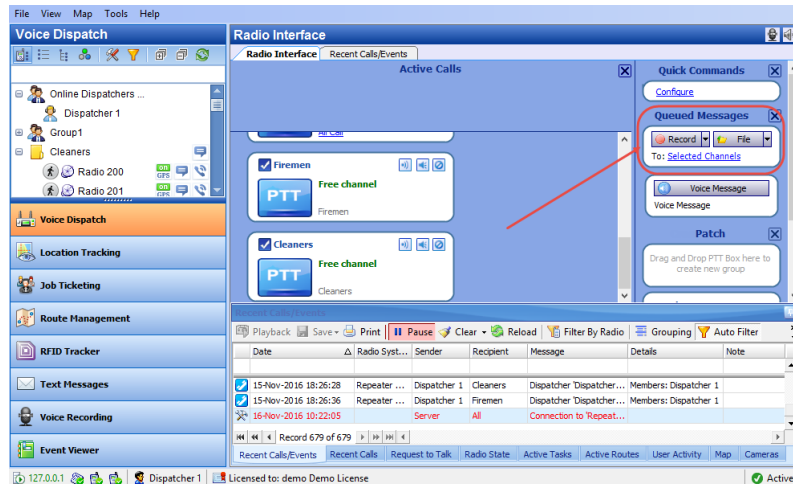 File View Map Tools Help
Voice Dispatch
Online Dispatchers ...
Dispatcher 1
Group1
Cleaners
Radio 200 on GPS
Radio 201 on GPS
Voice Dispatch
Location Tracking
Job Ticketing
Route Management
RFID Tracker
Text Messages
Voice Recording
Event Viewer
Radio Interface
Radio Interface Recent Calls/Events
Active Calls
All Call
Firemen
PTT
Free channel
Firemen
Cleaners
PTT
Free channel
Cleaners
Quick Commands
Configure
Queued Messages
Record File
To: Selected Channels
Voice Message
Voice Message
Patch
Drag and Drop PTT Box here to
create new group
Recent Calls/Events
Playback Save Print Pause Clear Reload Filter By Radio Grouping Auto Filter
Date Radio Syst... Sender Recipient Message Details Note
15-Nov-2016 18:26:28 Repeater ... Dispatcher 1 Cleaners Dispatcher 'Dispatcher... Members: Dispatcher 1
15-Nov-2016 18:26:36 Repeater ... Dispatcher 1 Firemen Dispatcher 'Dispatcher... Members: Dispatcher 1
16-Nov-2016 10:22:05 Server All Connection to 'Repeat...
Record 679 of 679
Recent Calls/Events Recent Calls Request to Talk Radio State Active Tasks Active Routes User Activity Map Cameras
127.0.0.1 Dispatcher 1 Licensed to: demo Demo License Active